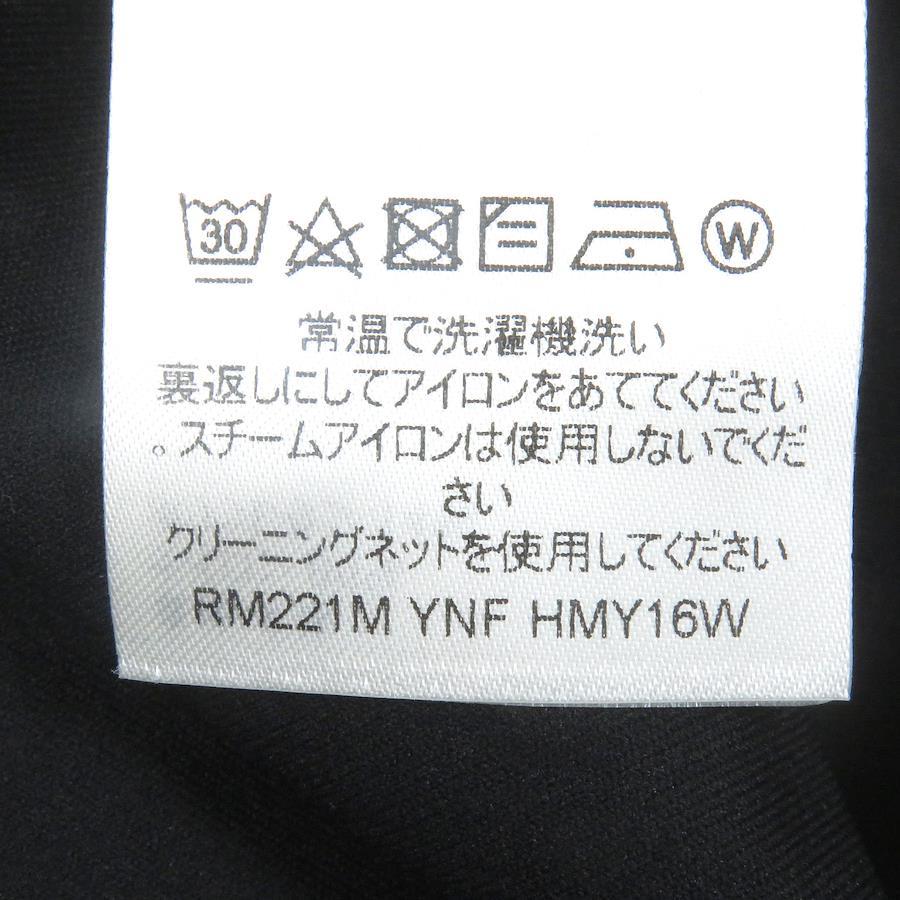 30
W
常温で洗濯機洗い
裏返しにしてアイロンをあててください
。スチームアイロンは使用しないでくだ
さい
クリーニングネットを使用してください
RM221M YNF HMY16W